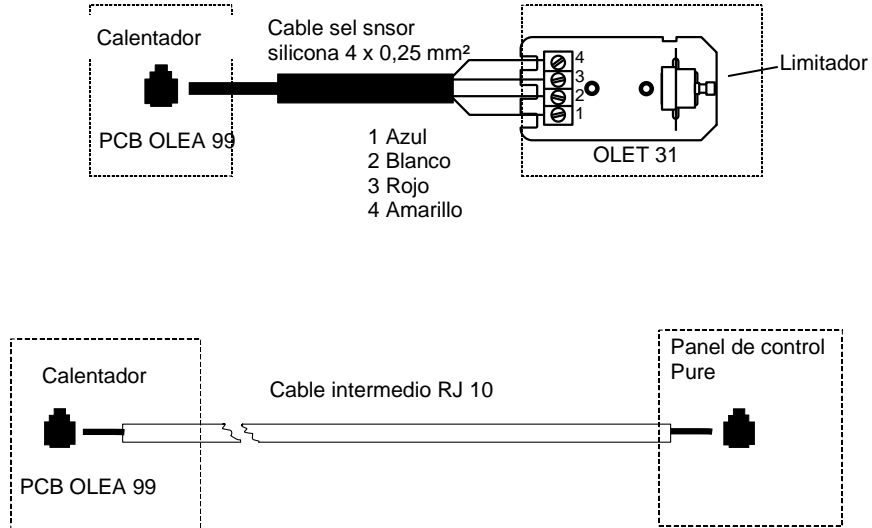 Calentador
PCB OLEA 99
Cable sel snsor
silicona 4 x 0,25 mm²
1 Azul
2 Blanco
3 Rojo
4 Amarillo
4
3
2
1
OLET 31
Limitador
Calentador
PCB OLEA 99
Cable intermedio RJ 10
Panel de control
Pure